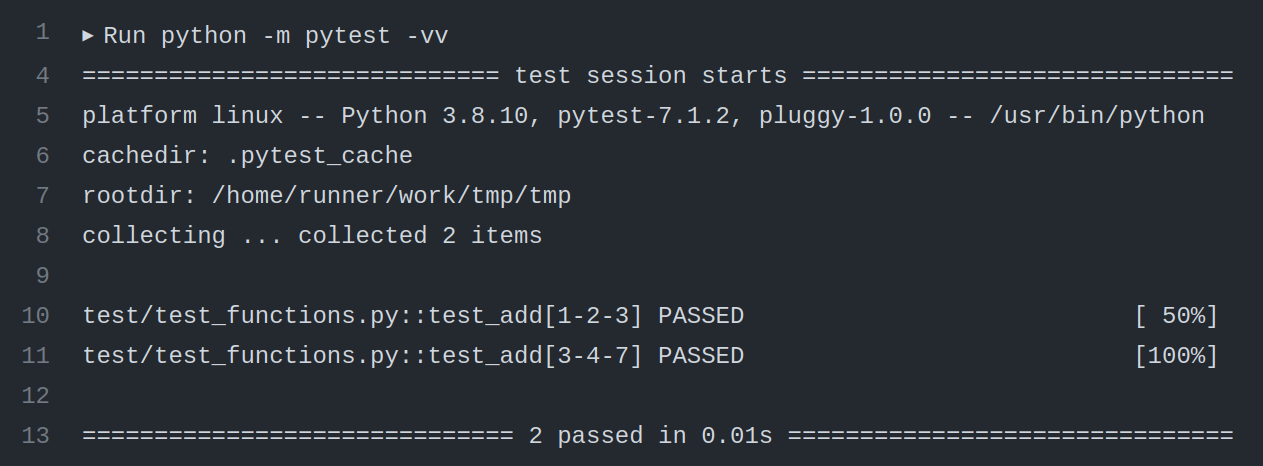 1 ▶ Run python -m pytest -vv
4 ============================= test session starts ==============================
5 platform linux -- Python 3.8.10, pytest-7.1.2, pluggy-1.0.0 -- /usr/bin/python
6 cachedir: .pytest_cache
7 rootdir: /home/runner/work/tmp/tmp
8 collecting ... collected 2 items
9
10 test/test_functions.py::test_add[1-2-3] PASSED                           [ 50%]
11 test/test_functions.py::test_add[3-4-7] PASSED                           [100%]
12
13 ============================== 2 passed in 0.01s ===============================